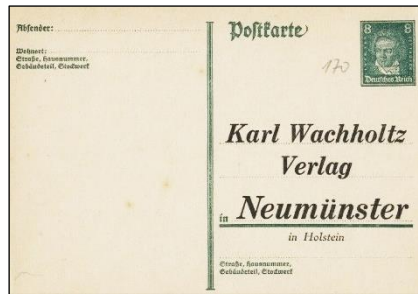 Absender:
Wohnort:
Straße, Hausnummer,
Gebäudeteil, Stockwerk
Postkarte
170
8 8
Deutsches Reich
Karl Wachholtz
Verlag
in Neumünster
in Holstein
Straße, Hausnummer,
Gebäudeteil, Stockwerk